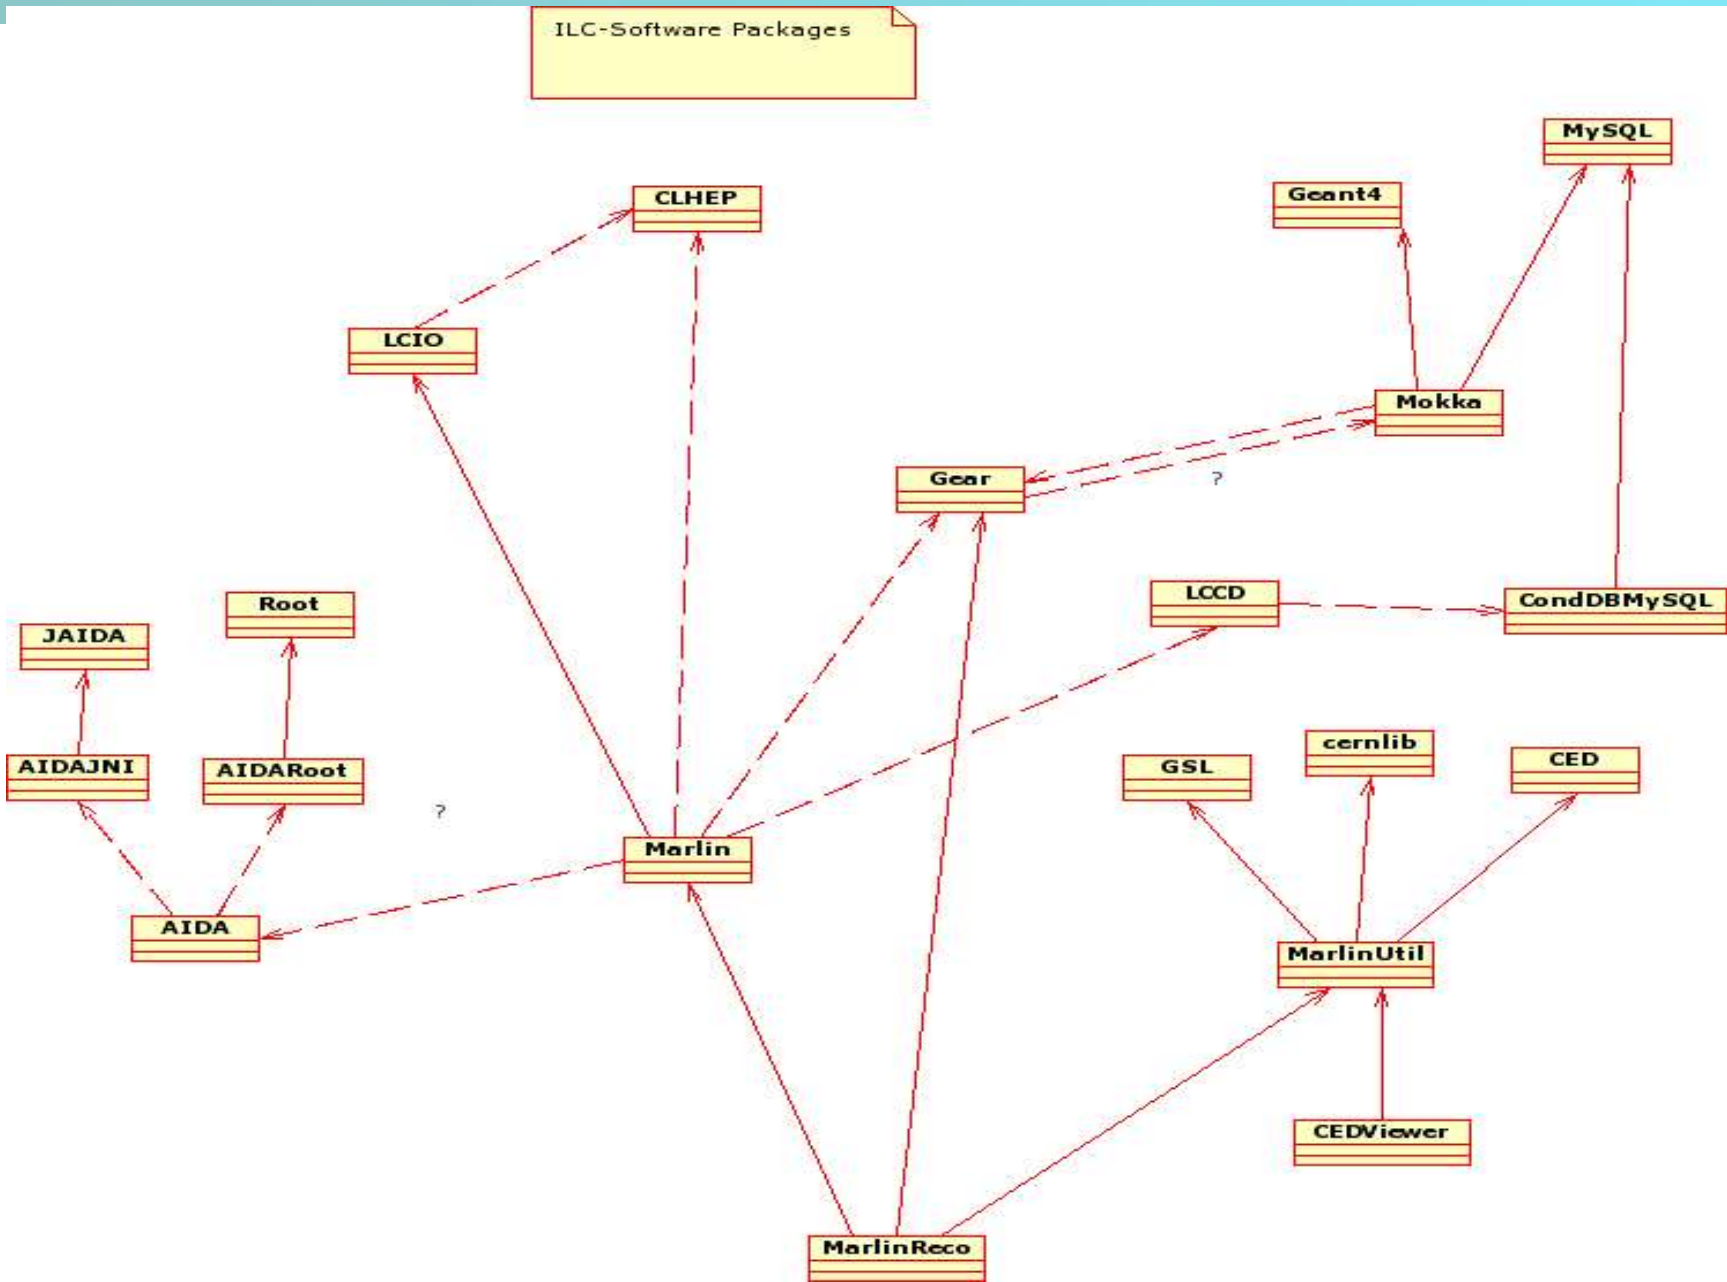 ILC-Software Packages
MySQL
Geant4
CLHEP
LCIO
Mokka
Gear
?
LCCD
CondDBMySQL
Root
JAIDA
cernlib
CED
GSL
AIDAJNI
AIDARoot
?
Marlin
AIDA
MarlinUtil
CEDViewer
MarlinReco